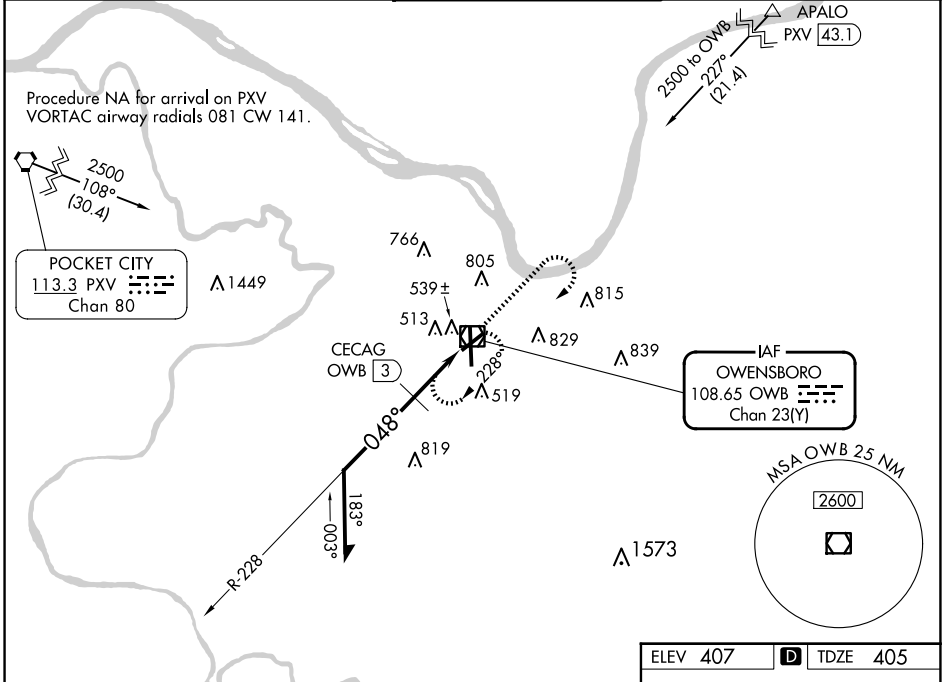 APALO
PXV 43.1
2500 to OWB
227°
(21.4)
Procedure NA for arrival on PXV
VORTAC airway radials 081 CW 141.
2500
108°
(30.4)
POCKET CITY
113.3 PXV
Chan 80
1449
766
805
539 ±
513
815
829
839
CECAG
OWB 3
228°
519
IAF
OWENSBORO
108.65 OWB
Chan 23(Y)
048°
819
183°
003°
R-228
MSA OWB 25 NM
2600
1573
ELEV 407 D TDZE 405